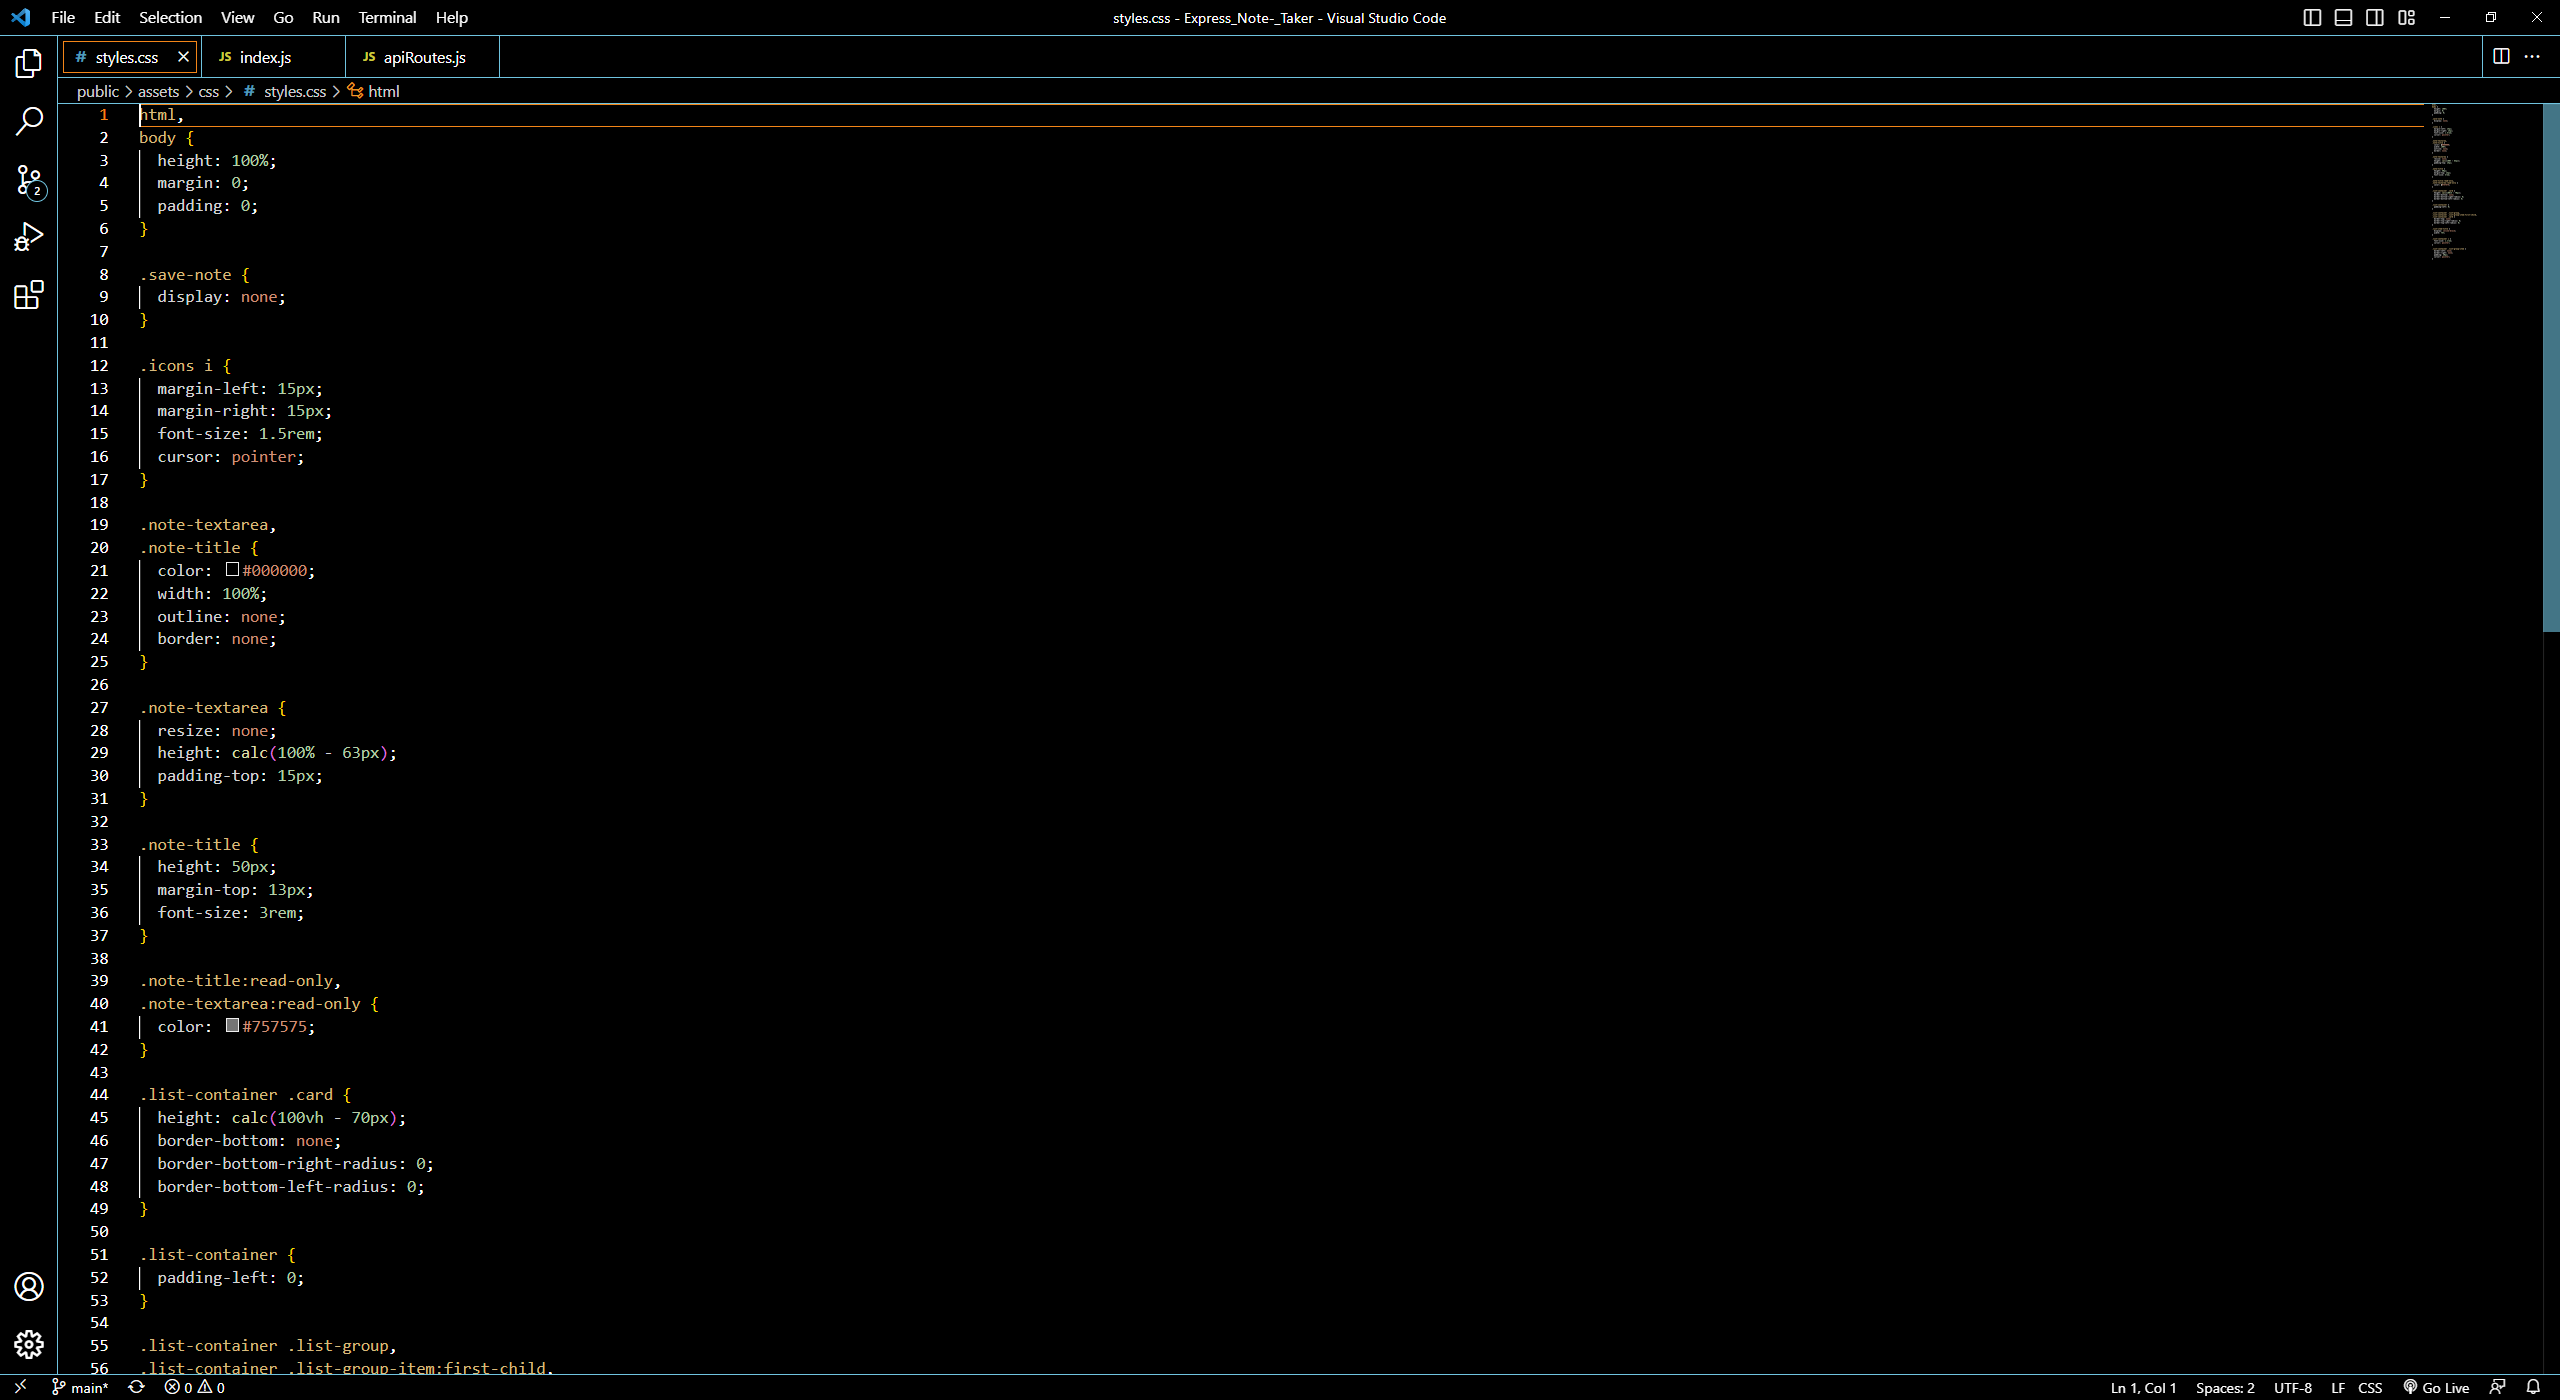 File Edit Selection View Go Run Terminal Help
styles.css - Express_Note-_Taker - Visual Studio Code
# styles.css
JS index.js
JS apiRoutes.js
public > assets > css > # styles.css > html
2
1 html,
2 body {
3 height: 100%;
4 margin: 0;
5 padding: 0;
6 }
7
8 .save-note {
9 display: none;
10 }
11
12 .icons i {
13 margin-left: 15px;
14 margin-right: 15px;
15 font-size: 1.5rem;
16 cursor: pointer;
17 }
18
19 .note-textarea,
20 .note-title {
21 color: #000000;
22 width: 100%;
23 outline: none;
24 border: none;
25 }
26
27 .note-textarea {
28 resize: none;
29 height: calc(100% - 63px);
30 padding-top: 15px;
31 }
32
33 .note-title {
34 height: 50px;
35 margin-top: 13px;
36 font-size: 3rem;
37 }
38
39 .note-title:read-only,
40 .note-textarea:read-only {
41 color: #757575;
42 }
43
44 .list-container .card {
45 height: calc(100vh - 70px);
46 border-bottom: none;
47 border-bottom-right-radius: 0;
48 border-bottom-left-radius: 0;
49 }
50
51 .list-container {
52 padding-left: 0;
53 }
54
55 .list-container .list-group,
56 .list-container .list-group-item:first-child,
main* 0 0
Ln 1, Col 1 Spaces: 2 UTF-8 LF CSS Go Live